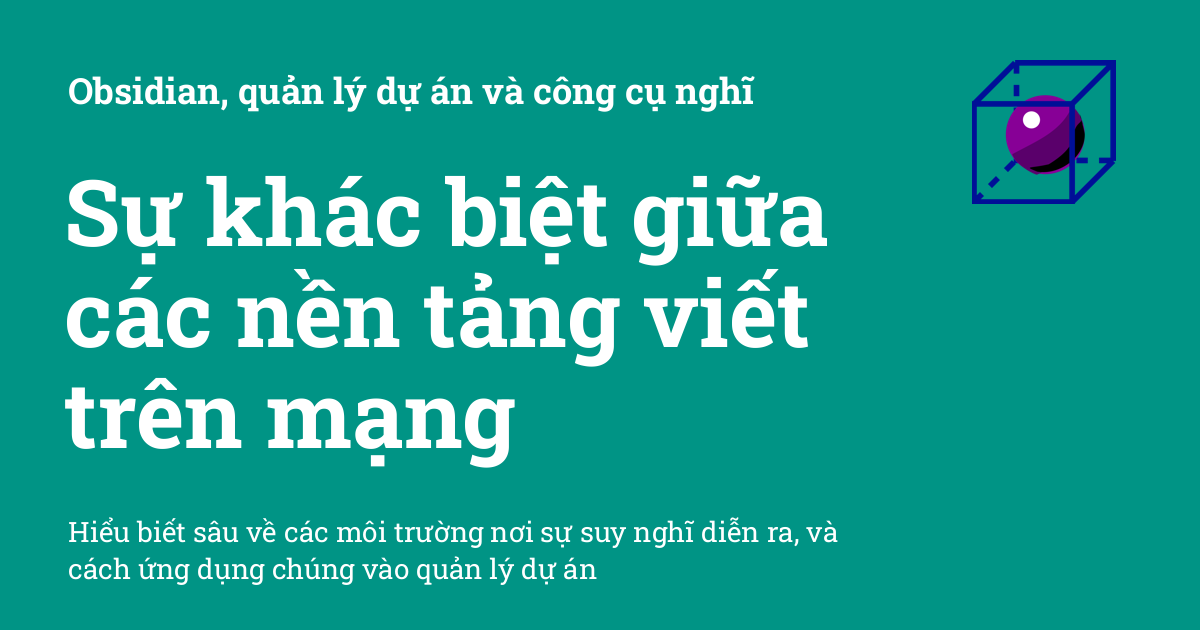 Obsidian, quản lý dự án và công cụ nghĩ
Sự khác biệt giữa
các nền tảng viết
trên mạng
Hiểu biết sâu về các môi trường nơi sự suy nghĩ diễn ra, và
cách ứng dụng chúng vào quản lý dự án